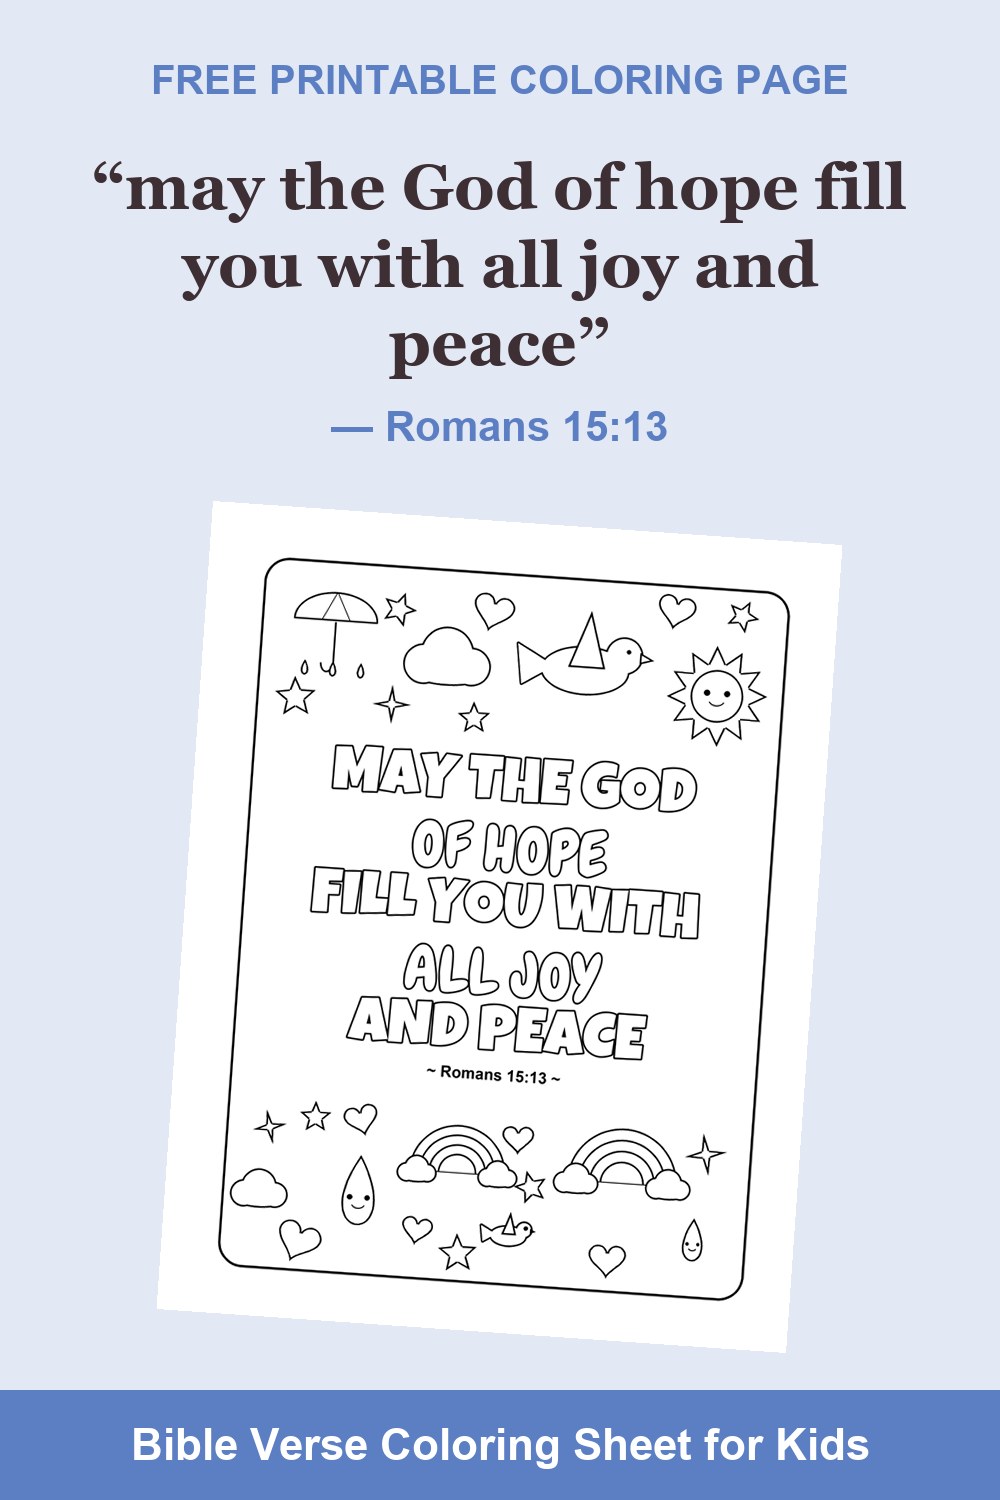 FREE PRINTABLE COLORING PAGE
“may the God of hope fill
you with all joy and
peace”
— Romans 15:13
MAY THE GOD
OF HOPE
FILL YOU WITH
ALL JOY
AND PEACE
~ Romans 15:13 ~
Bible Verse Coloring Sheet for Kids